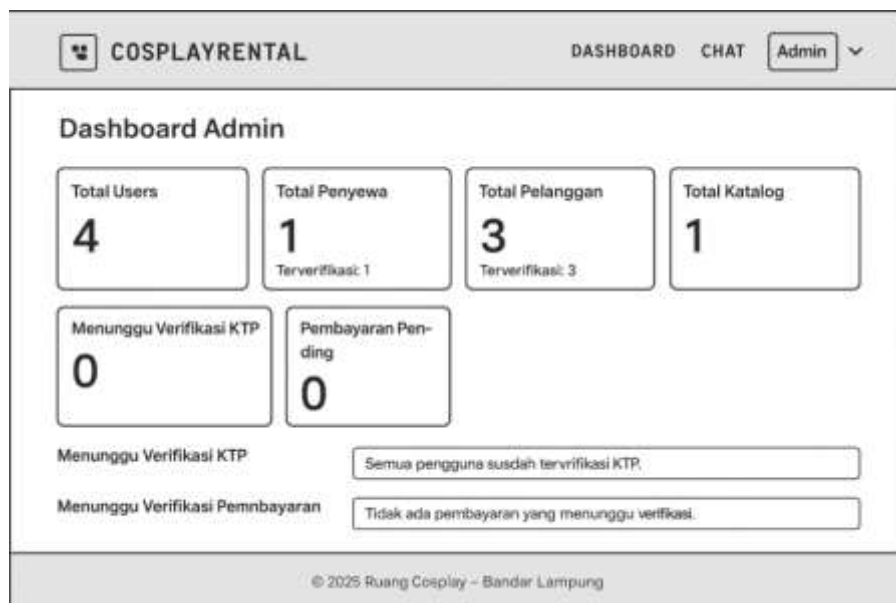 COSPLAYRENTAL DASHBOARD CHAT Admin
Dashboard Admin
Total Users
4
Total Penyewa
1
Terverifikasi: 1
Total Pelanggan
3
Terverifikasi: 3
Total Katalog
1
Menunggu Verifikasi KTP
0
Pembayaran Pen-
ding
0
Menunggu Verifikasi KTP
Semua pengguna susdah tervrifikasi KTP.
Menunggu Verifikasi Pemnbayaran
Tidak ada pembayaran yang menunggu verifikasi.
© 2025 Ruang Cosplay – Bandar Lampung